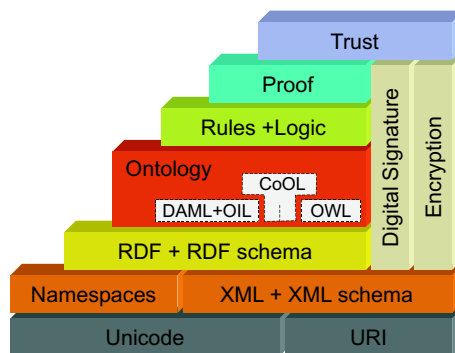 Trust
Proof
Rules +Logic
Ontology
CoOL
DAML+OIL
OWL
RDF + RDF schema
Digital Signature
Encryption
Namespaces
XML + XML schema
Unicode
URI